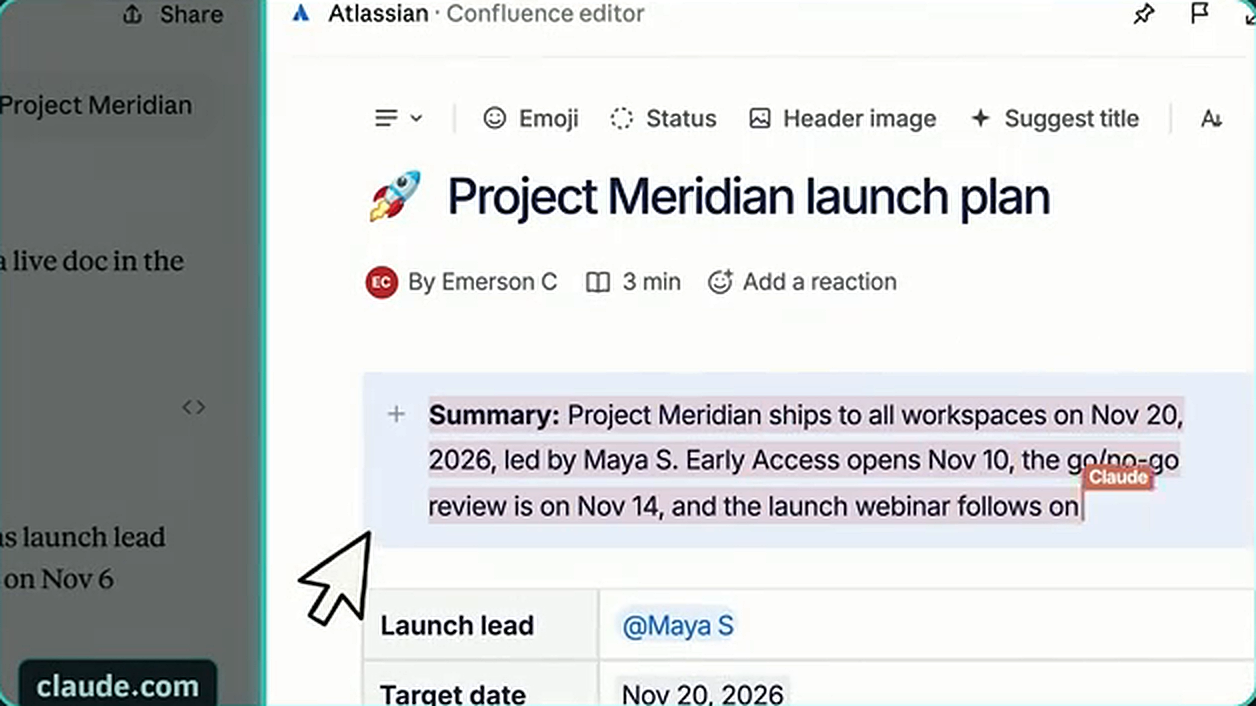 Share
Project Meridian
a live doc in the
<>
s launch lead
on Nov 6
claude.com
Atlassian · Confluence editor
Emoji
Status
Header image
Suggest title
A
🚀 Project Meridian launch plan
EC By Emerson C
3 min
Add a reaction
+ Summary: Project Meridian ships to all workspaces on Nov 20,
2026, led by Maya S. Early Access opens Nov 10, the go/no-go
Claude
review is on Nov 14, and the launch webinar follows on
Launch lead
@Maya S
Target date
Nov 20, 2026